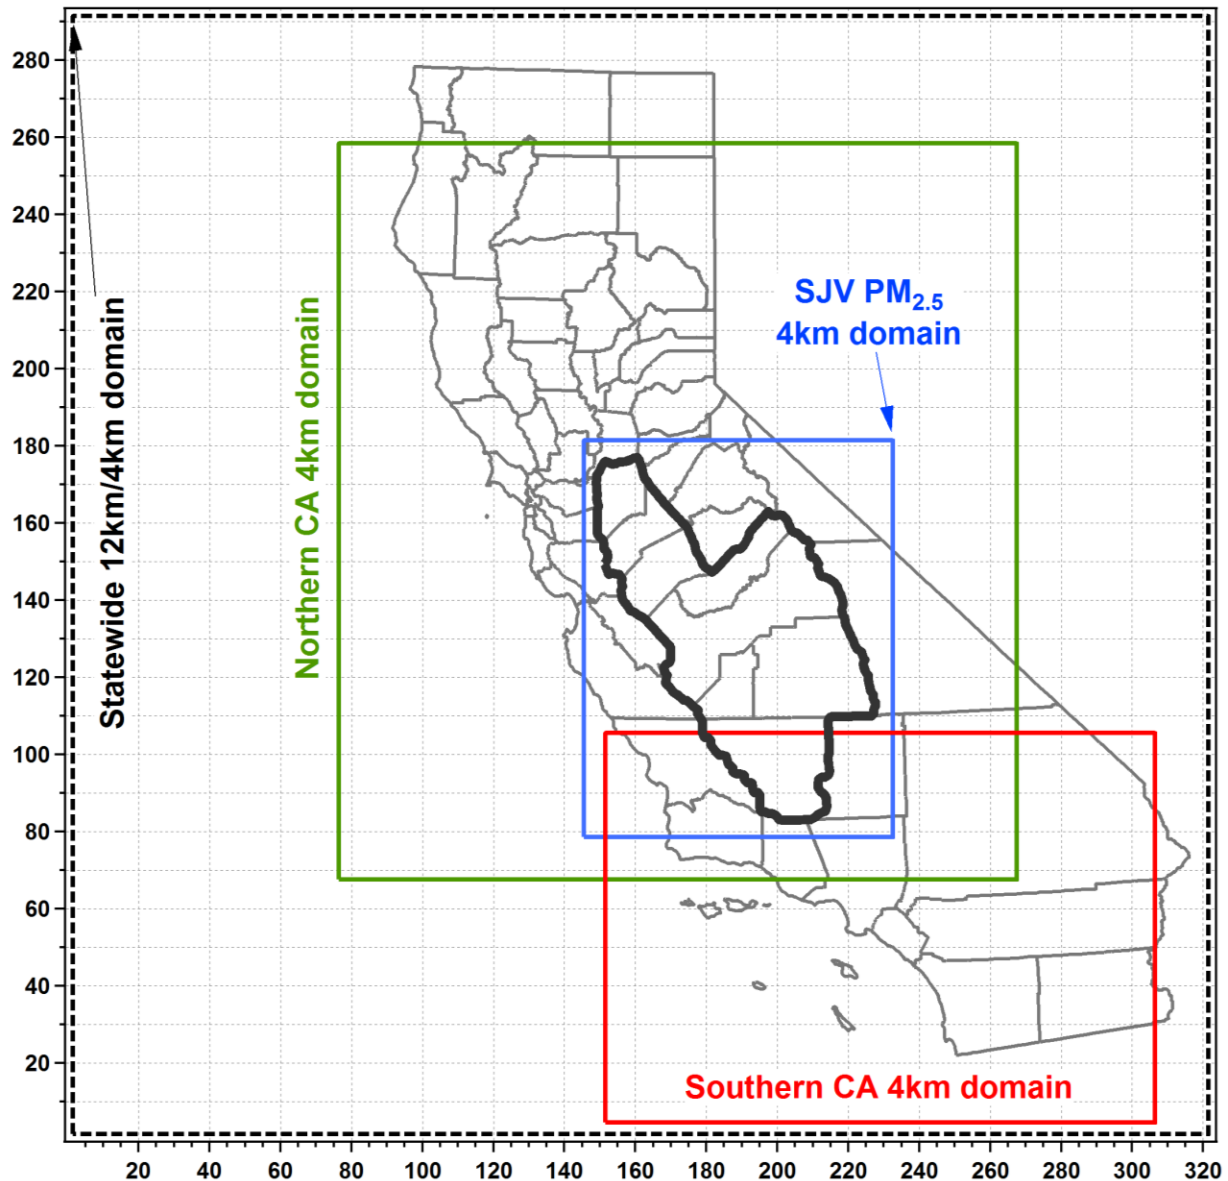 280
260
240
220
200
180
160
140
120
100
80
60
40
20
Statewide 12km/4km domain
Northern CA 4km domain
SJV PM₂.₅
4km domain
Southern CA 4km domain
20 40 60 80 100 120 140 160 180 200 220 240 260 280 300 320